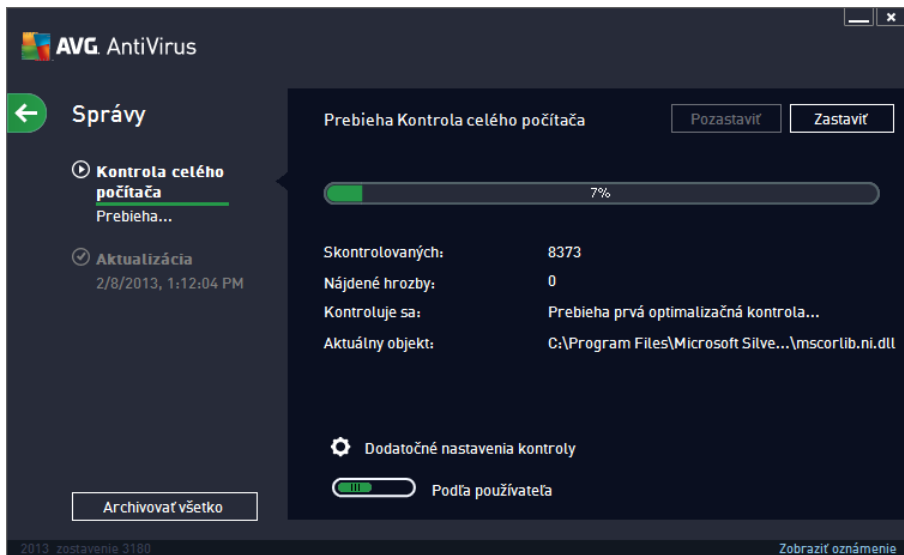 AVG. AntiVirus
Správy
Kontrola celého
počítača
Prebieha...
Aktualizácia
2/8/2013, 1:12:04 PM
Archivovať všetko
Prebieha Kontrola celého počítača
Pozastaviť
Zastaviť
7%
Skontrolovaných: 8373
Nájdené hrozby: 0
Kontroluje sa: Prebieha prvá optimalizačná kontrola...
Aktuálny objekt: C:\Program Files\Microsoft Silve...\mscorlib.ni.dll
Dodatočné nastavenia kontroly
Podľa používateľa
2013 zostavenie 3180
Zobraziť oznámenie